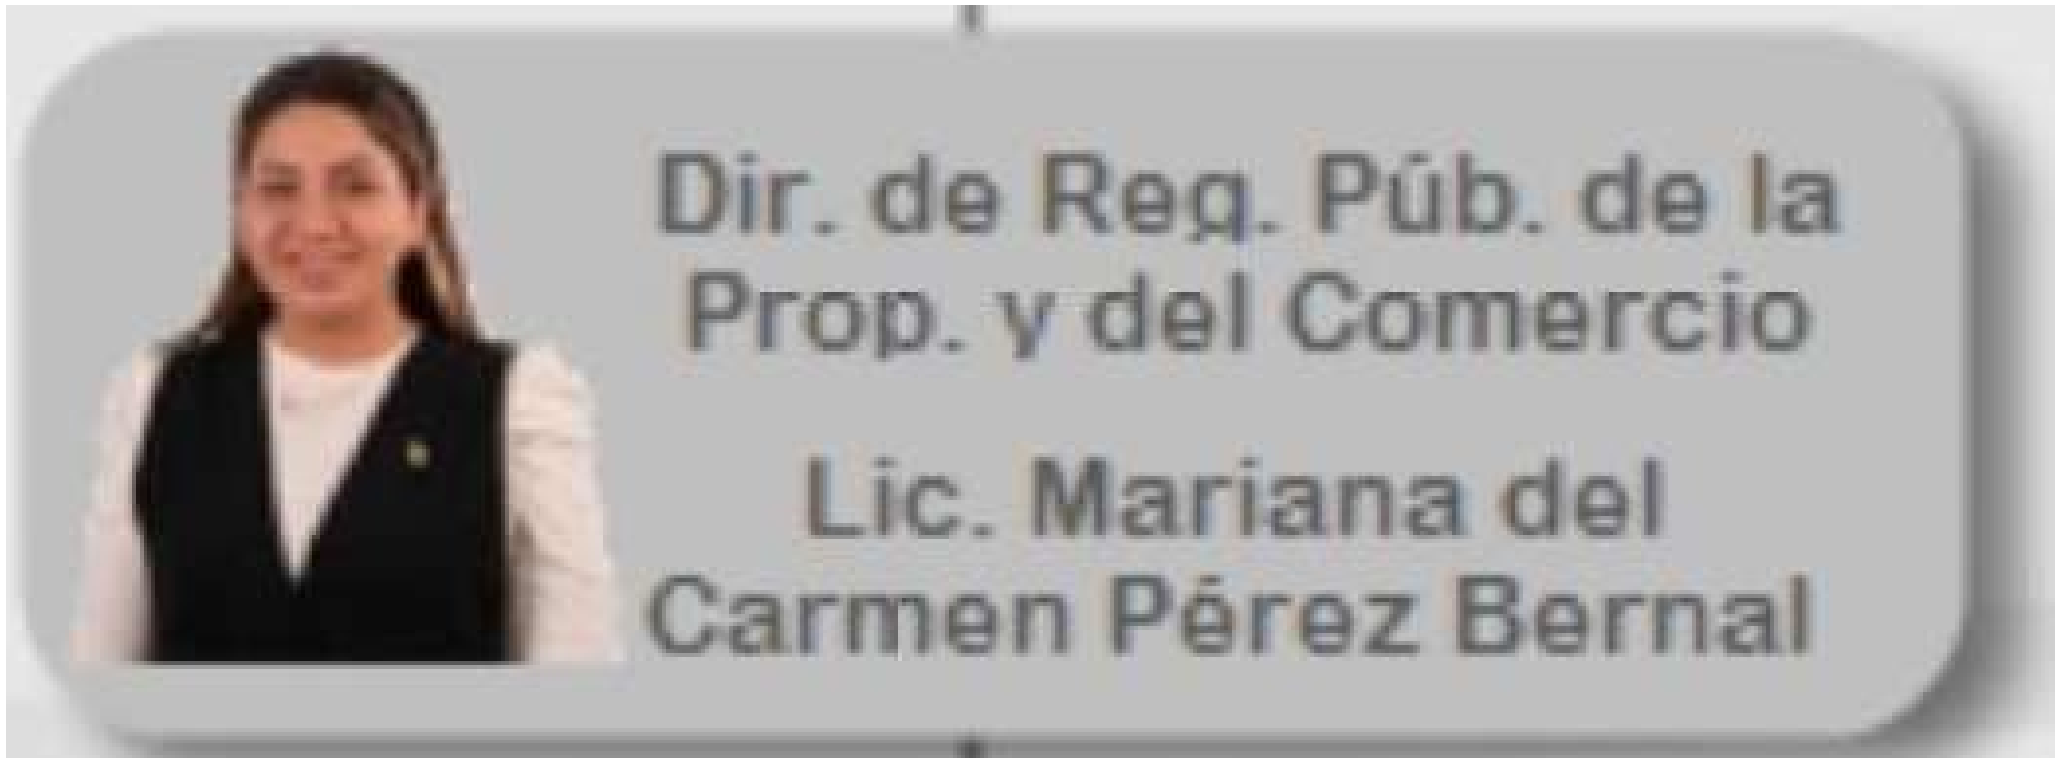 Dir. de Reg. Púb. de la
Prop. y del Comercio
Lic. Mariana del
Carmen Pérez Bernal